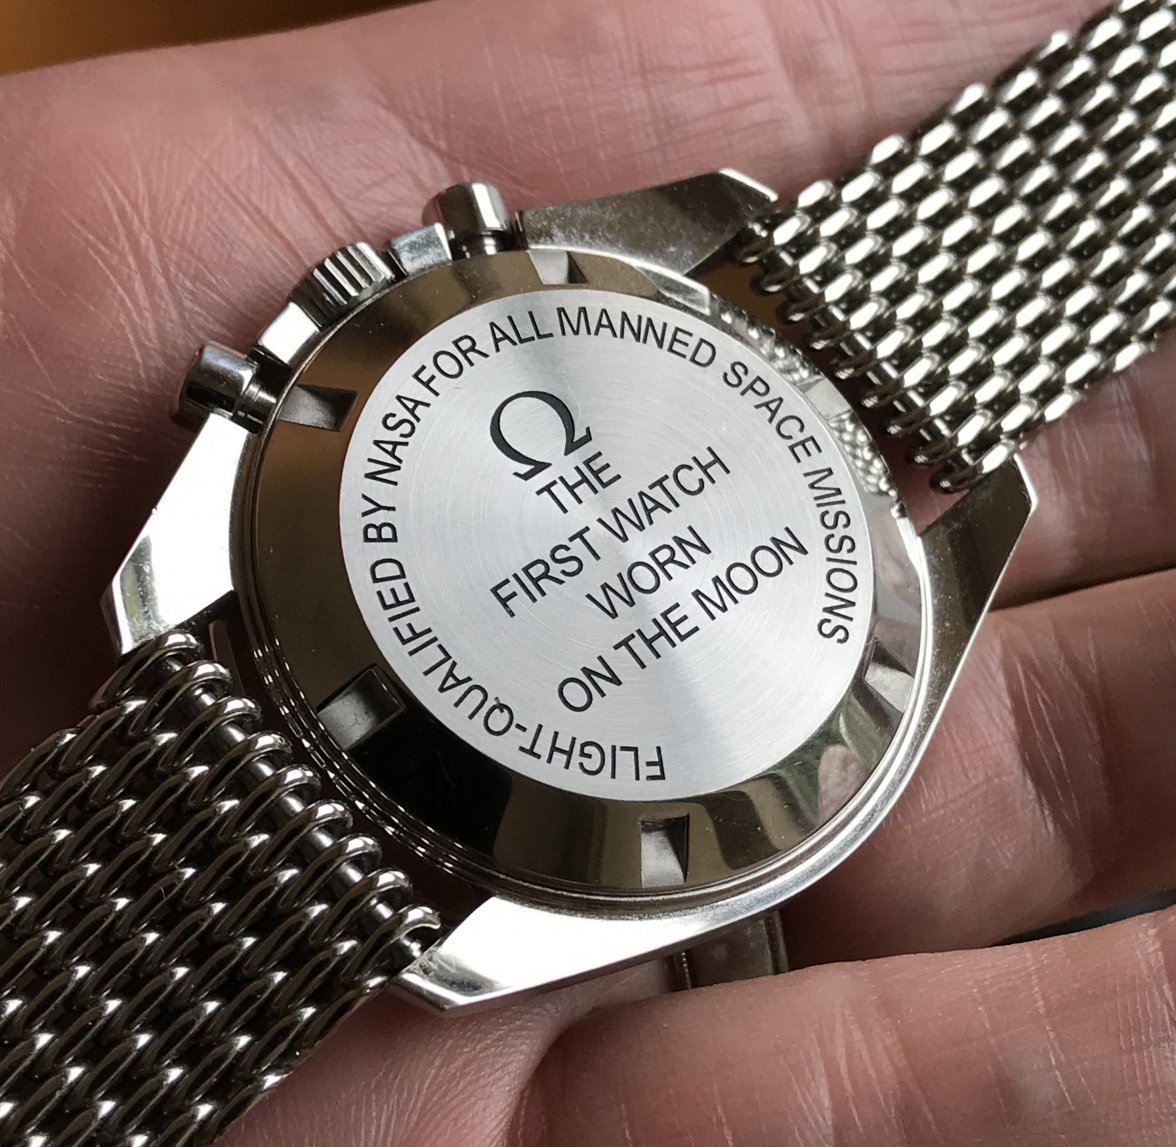 FLIGHT-QUALIFIED BY NASA FOR ALL MANNED SPACE MISSIONS
Ω
THE
FIRST WATCH
WORN
ON THE MOON